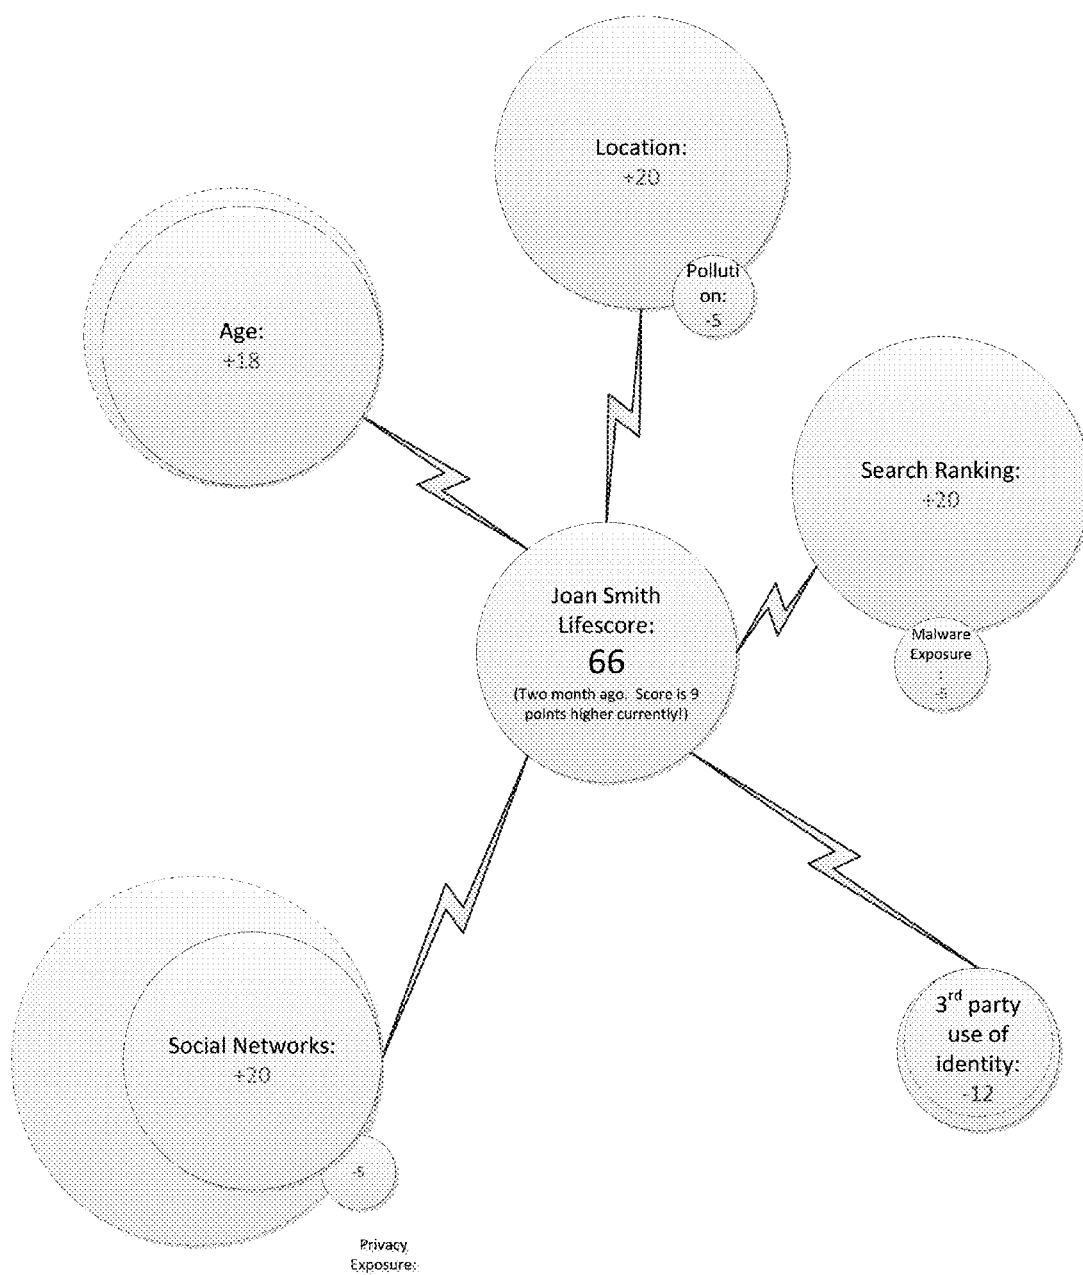 Location:
+20
Polluti
on:
-5
Age:
+18
Search Ranking:
+20
Malware
Exposure
:
-5
Joan Smith
Lifescore:
66
(Two month ago. Score is 9
points higher currently!)
3rd party
use of
identity:
-12
Social Networks:
+20
-5
Privacy
Exposure: